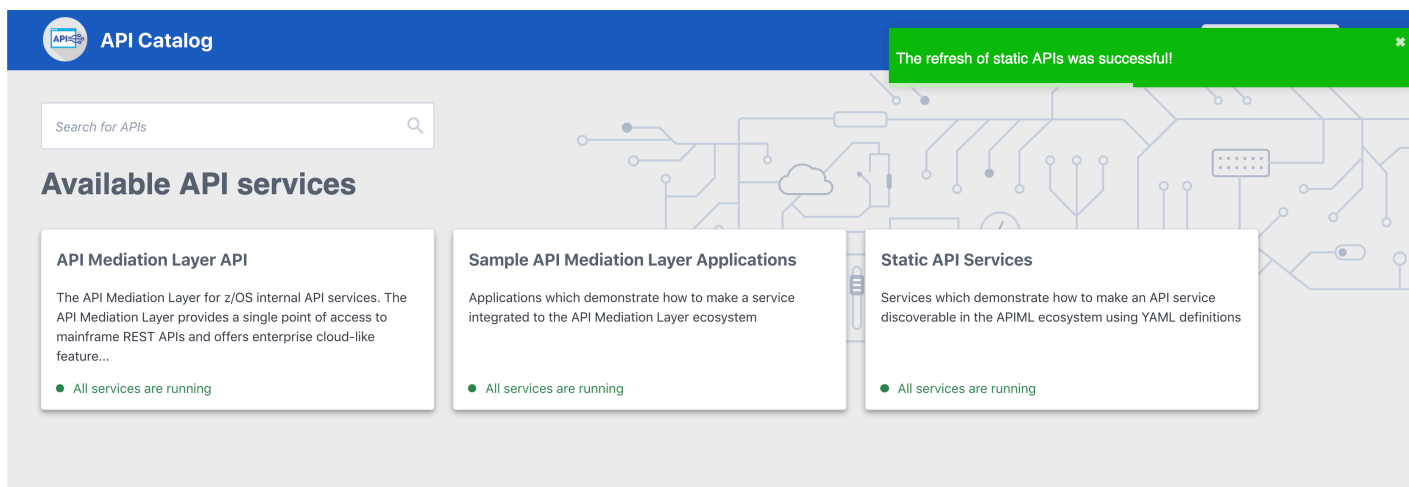 API
API Catalog
The refresh of static APIs was successful!
Search for APIs
Available API services
API Mediation Layer API
The API Mediation Layer for z/OS internal API services. The
API Mediation Layer provides a single point of access to
mainframe REST APIs and offers enterprise cloud-like
feature...
All services are running
Sample API Mediation Layer Applications
Applications which demonstrate how to make a service
integrated to the API Mediation Layer ecosystem
All services are running
Static API Services
Services which demonstrate how to make an API service
discoverable in the APIML ecosystem using YAML definitions
All services are running